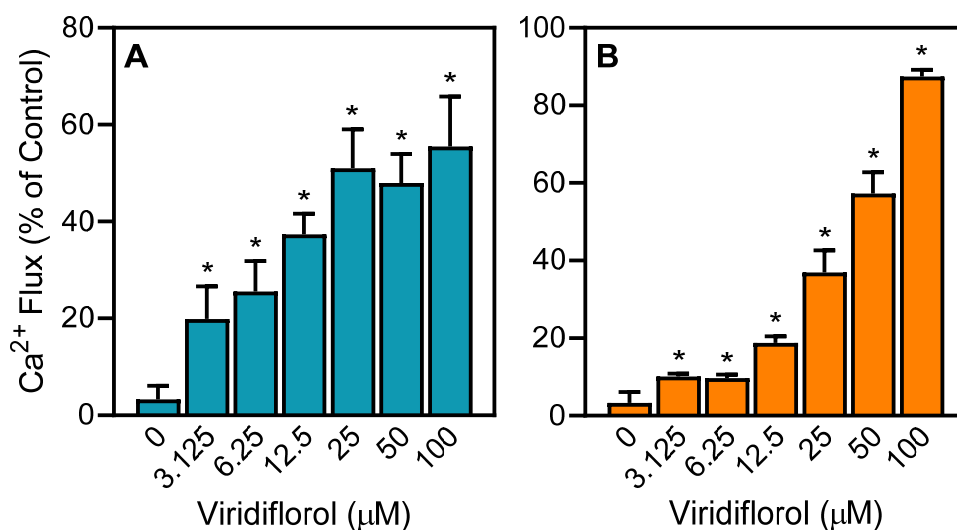 A
Ca²⁺ Flux (% of Control)
80
60
40
20
0
* * * * * *
0 3.125 6.25 12.5 25 50 100
Viridiflorol (μM)
B
100
80
60
40
20
0
* * * * * *
0 3.125 6.25 12.5 25 50 100
Viridiflorol (μM)